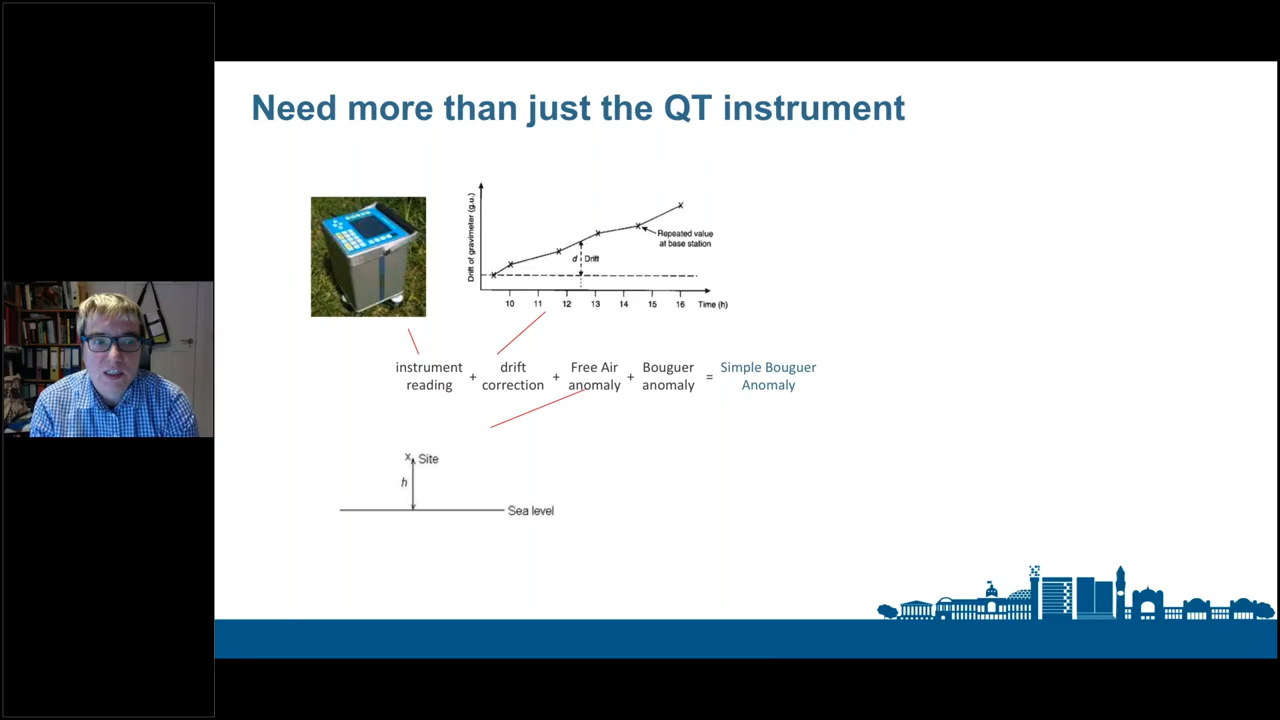 Need more than just the QT instrument
Drift of gravimeter (g.u.)
Repeated value
at base station
d
Drift
10 11 12 13 14 15 16 Time (h)
instrument
reading
+
drift
correction
+
Free Air
anomaly
+
Bouguer
anomaly
=
Simple Bouguer
Anomaly
x Site
h
Sea level